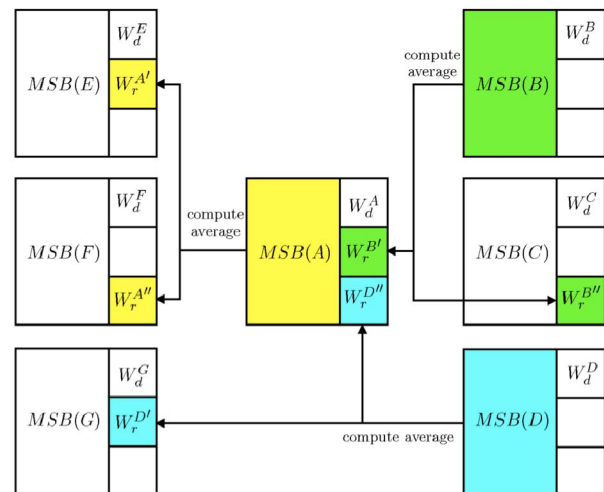 $W_d^E$
$MSB(E)$
$W_r^{A'}$
$W_d^B$
compute
average
$MSB(B)$
$W_d^F$
$MSB(F)$
$W_r^{A''}$
compute
average
$MSB(A)$
$W_d^A$
$W_r^{B'}$
$W_r^{D''}$
$W_d^C$
$MSB(C)$
$W_r^{B''}$
$W_d^G$
$MSB(G)$
$W_r^{D'}$
compute average
$W_d^D$
$MSB(D)$